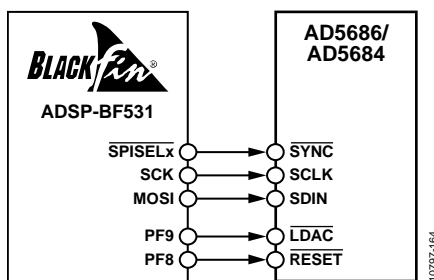 AD5686/
AD5684
BLACKfin®
ADSP-BF531
SPISELx SYNC
SCK SCLK
MOSI SDIN
PF9 LDAC
PF8 RESET
10797-164